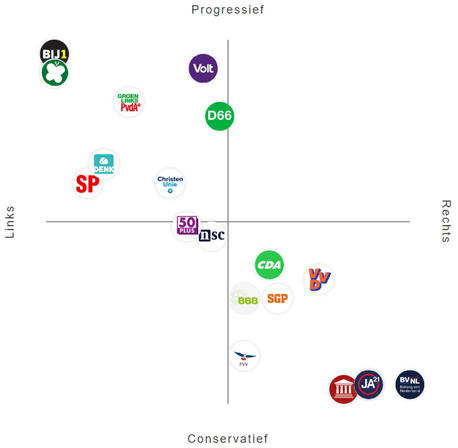 Progressief
BIJ1
Volt
GROEN
LINKS
PvdA
D66
DENK
SP
Christen
Unie
50
PLUS
nsc
Links
Rechts
CDA
VVD
BBB
SGP
PVV
JA21
BVNL
Belang van
Nederland
Conservatief